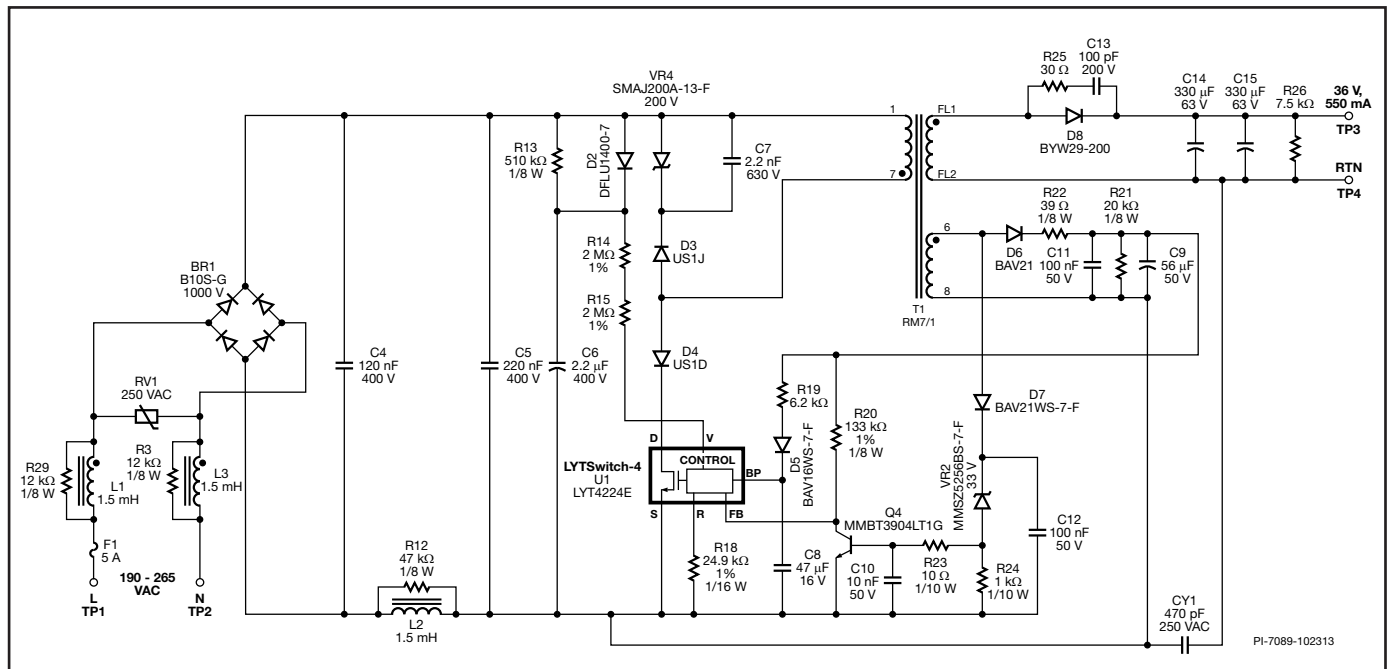 VR4
SMAJ200A-13-F
200 V
R13
510 kΩ
1/8 W
D2
DFLU1400-7
C7
2.2 nF
630 V
1
7
FL1
FL2
R25
30 Ω
C13
100 pF
200 V
D8
BYW29-200
C14
330 µF
63 V
C15
330 µF
63 V
R26
7.5 kΩ
36 V,
550 mA
TP3
RTN
TP4
BR1
B10S-G
1000 V
R14
2 MΩ
1%
R15
2 MΩ
1%
D3
US1J
D4
US1D
6
8
T1
RM7/1
D6
BAV21
R22
39 Ω
1/8 W
R21
20 kΩ
1/8 W
C11
100 nF
50 V
C9
56 µF
50 V
C4
120 nF
400 V
C5
220 nF
400 V
C6
2.2 µF
400 V
RV1
250 VAC
R29
12 kΩ
1/8 W
L1
1.5 mH
R3
12 kΩ
1/8 W
L3
1.5 mH
F1
5 A
L
TP1
190 - 265
VAC
N
TP2
R12
47 kΩ
1/8 W
L2
1.5 mH
LYTSwitch-4
U1
LYT4224E
D
V
CONTROL
BP
S
R
FB
R18
24.9 kΩ
1%
1/16 W
R19
6.2 kΩ
D5
BAV16WS-7-F
R20
133 kΩ
1%
1/8 W
C8
47 µF
16 V
Q4
MMBT3904LT1G
C10
10 nF
50 V
R23
10 Ω
1/10 W
R24
1 kΩ
1/10 W
D7
BAV21WS-7-F
VR2
MMSZ5256BS-7-F
33 V
C12
100 nF
50 V
CY1
470 pF
250 VAC
PI-7089-102313